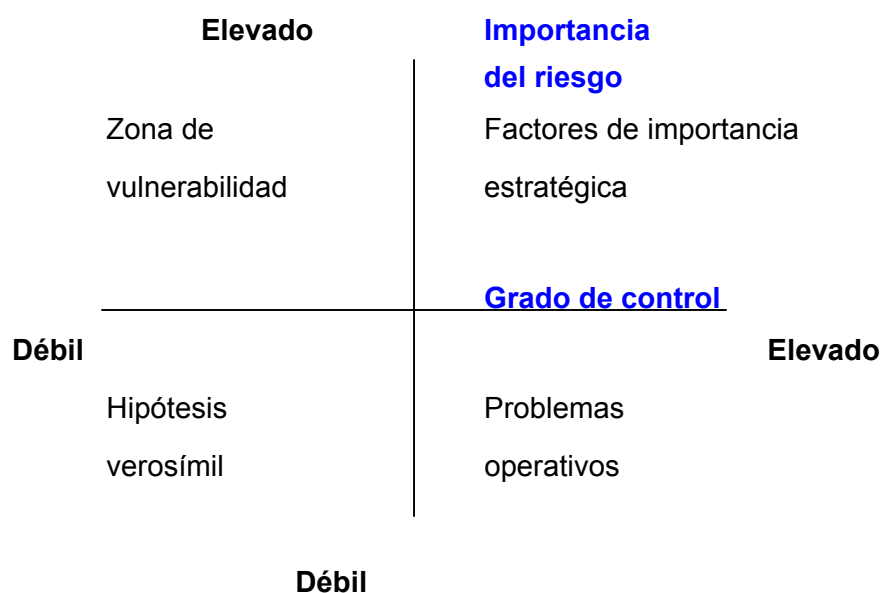 Elevado
Importancia
del riesgo
Zona de
vulnerabilidad
Factores de importancia
estratégica
Grado de control
Débil
Elevado
Hipótesis
verosímil
Problemas
operativos
Débil